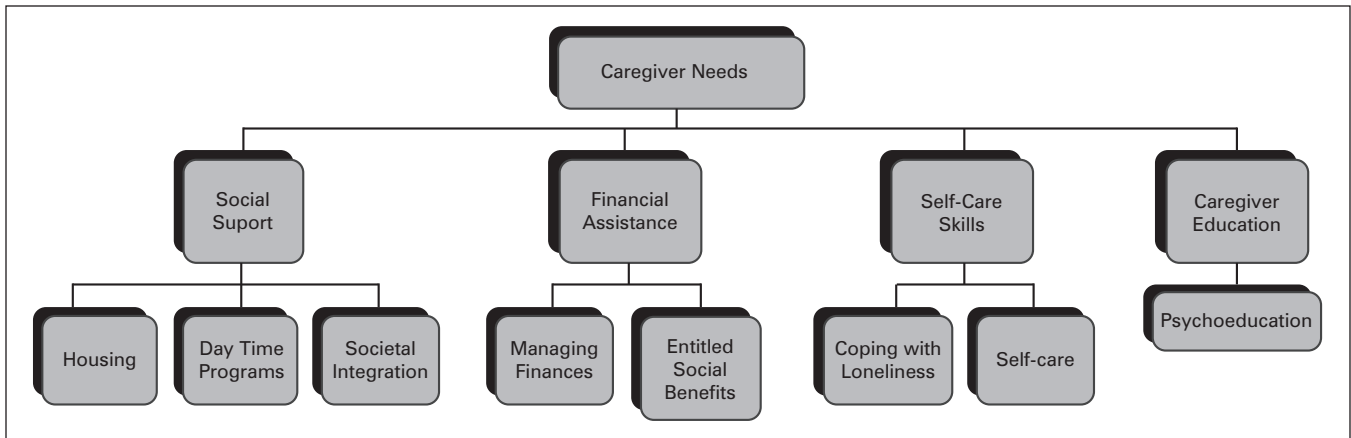 Caregiver Needs
Social
Suport
Financial
Assistance
Self-Care
Skills
Caregiver
Education
Housing
Day Time
Programs
Societal
Integration
Managing
Finances
Entitled
Social
Benefits
Coping with
Loneliness
Self-care
Psychoeducation